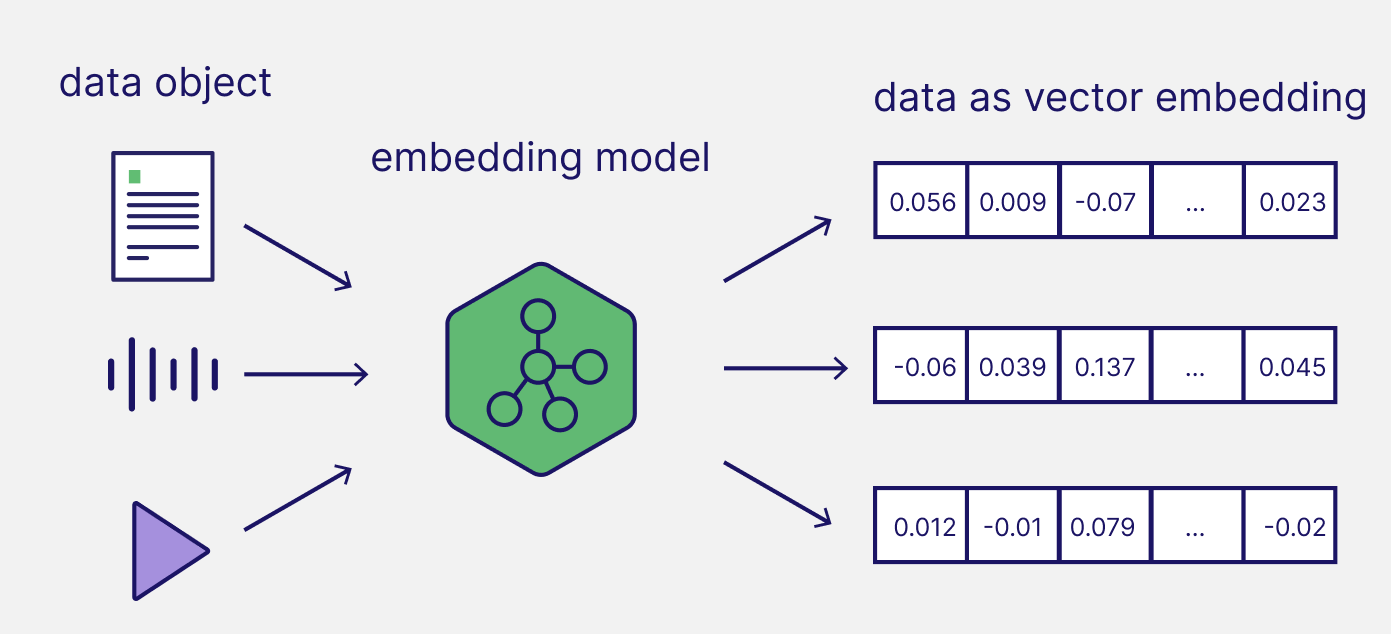 data object
embedding model
data as vector embedding
0.056 0.009 -0.07 ... 0.023
-0.06 0.039 0.137 ... 0.045
0.012 -0.01 0.079 ... -0.02